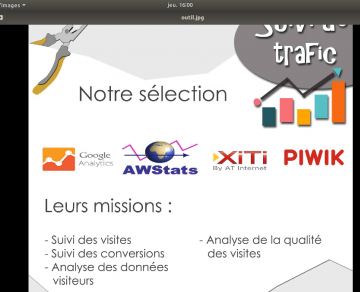 Images
jeu. 16:00
outil.jpg
Suivi du
trafic
Notre sélection
Google
Analytics
AWStats
XiTi
By AT Internet
PIWIK
Leurs missions :
- Suivi des visites
- Suivi des conversions
- Analyse des données
visiteurs
- Analyse de la qualité
des visites